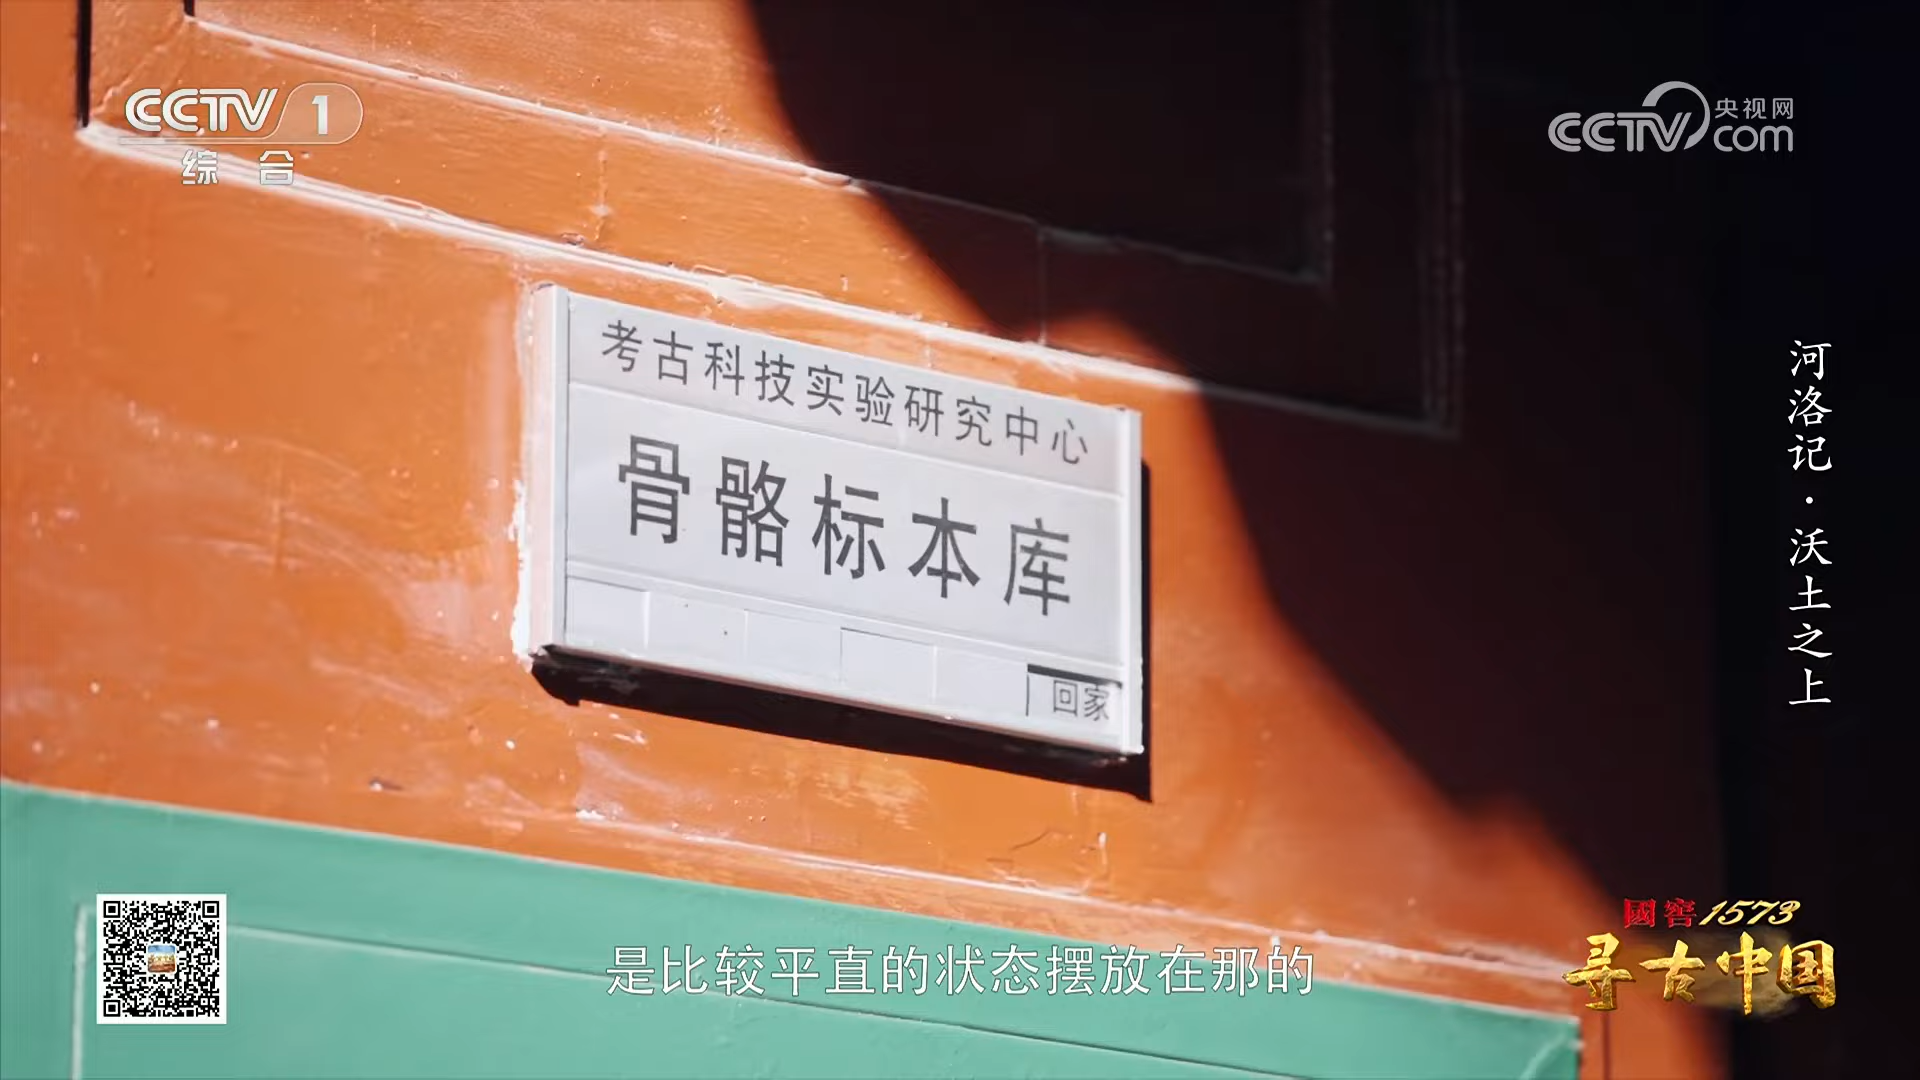 CCTV 1
综合
CCTV 央视网
com
考古科技实验研究中心
骨骼标本库
回家
河洛记·沃土之上
國窖1573
寻古中国
是比较平直的状态摆放在那的